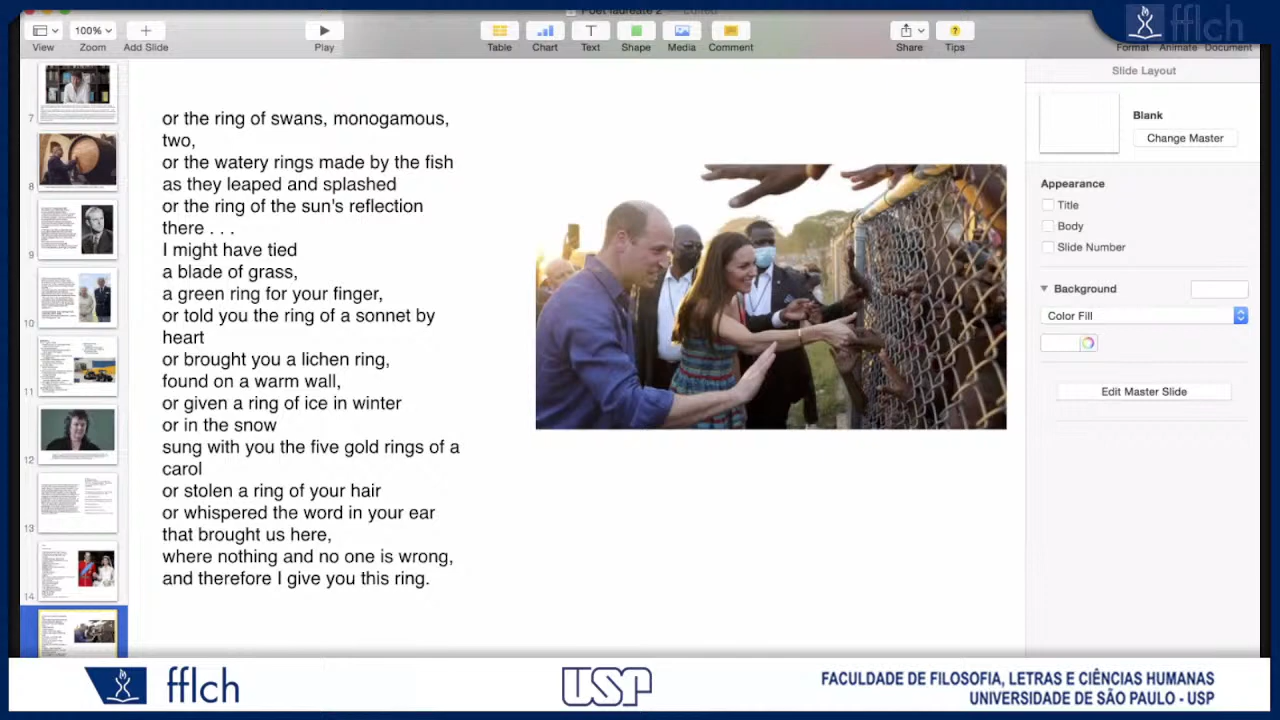 Poet laureate 2
fflch
View
100%
Zoom
Add Slide
Play
Table
Chart
Text
Shape
Media
Comment
Share
Tips
Format
Animate
Document
Slide Layout
7
8
9
10
11
12
13
14
or the ring of swans, monogamous,
two,
or the watery rings made by the fish
as they leaped and splashed
or the ring of the sun's reflection
there . . .
I might have tied
a blade of grass,
a green ring for your finger,
or told you the ring of a sonnet by
heart
or brought you a lichen ring,
found on a warm wall,
or given a ring of ice in winter
or in the snow
sung with you the five gold rings of a
carol
or stolen a ring of your hair
or whispered the word in your ear
that brought us here,
where nothing and no one is wrong,
and therefore I give you this ring.
Blank
Change Master
Appearance
Title
Body
Slide Number
Background
Color Fill
Edit Master Slide
fflch
USP
FACULDADE DE FILOSOFIA, LETRAS E CIÊNCIAS HUMANAS
UNIVERSIDADE DE SÃO PAULO - USP